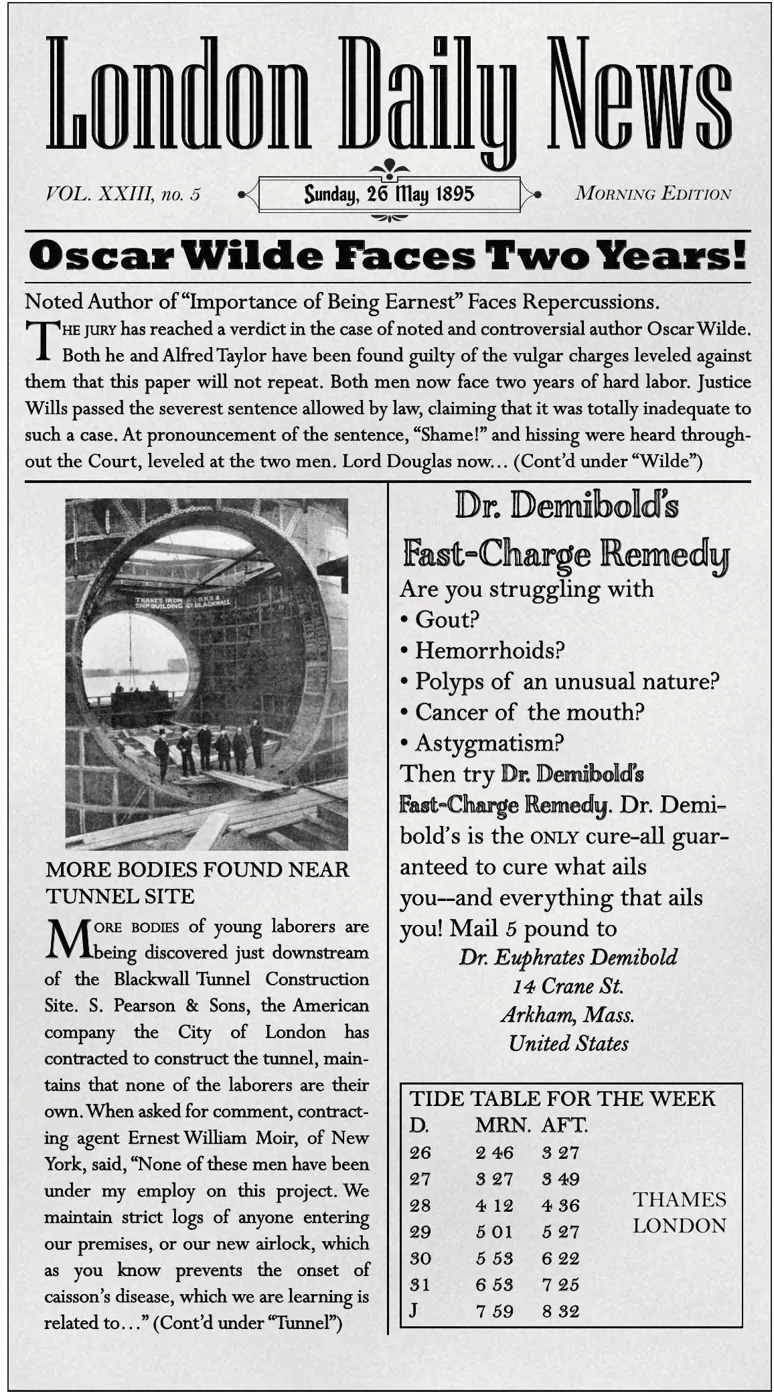 London Daily News
VOL. XXIII, no. 5
Sunday, 26 May 1895
MORNING EDITION
Oscar Wilde Faces Two Years!
Noted Author of “Importance of Being Earnest” Faces Repercussions.
THE JURY has reached a verdict in the case of noted and controversial author Oscar Wilde.
Both he and Alfred Taylor have been found guilty of the vulgar charges leveled against
them that this paper will not repeat. Both men now face two years of hard labor. Justice
Wills passed the severest sentence allowed by law, claiming that it was totally inadequate to
such a case. At pronouncement of the sentence, “Shame!” and hissing were heard through-
out the Court, leveled at the two men. Lord Douglas now… (Cont’d under “Wilde”)
THAMES IRON WORKS &
SHIP BUILDING Cº BLACKWALL
MORE BODIES FOUND NEAR
TUNNEL SITE
MORE BODIES of young laborers are
being discovered just downstream
of the Blackwall Tunnel Construction
Site. S. Pearson & Sons, the American
company the City of London has
contracted to construct the tunnel, main-
tains that none of the laborers are their
own. When asked for comment, contract-
ing agent Ernest William Moir, of New
York, said, “None of these men have been
under my employ on this project. We
maintain strict logs of anyone entering
our premises, or our new airlock, which
as you know prevents the onset of
caisson’s disease, which we are learning is
related to…” (Cont’d under “Tunnel”)
Dr. Demibold’s
Fast-Charge Remedy
Are you struggling with
• Gout?
• Hemorrhoids?
• Polyps of an unusual nature?
• Cancer of the mouth?
• Astygmatism?
Then try Dr. Demibold’s
Fast-Charge Remedy. Dr. Demi-
bold’s is the ONLY cure-all guar-
anteed to cure what ails
you--and everything that ails
you! Mail 5 pound to
Dr. Euphrates Demibold
14 Crane St.
Arkham, Mass.
United States
TIDE TABLE FOR THE WEEK
D. MRN. AFT.
26 2 46 3 27
27 3 27 3 49
28 4 12 4 36
29 5 01 5 27
30 5 53 6 22
31 6 53 7 25
J 7 59 8 32
THAMES
LONDON